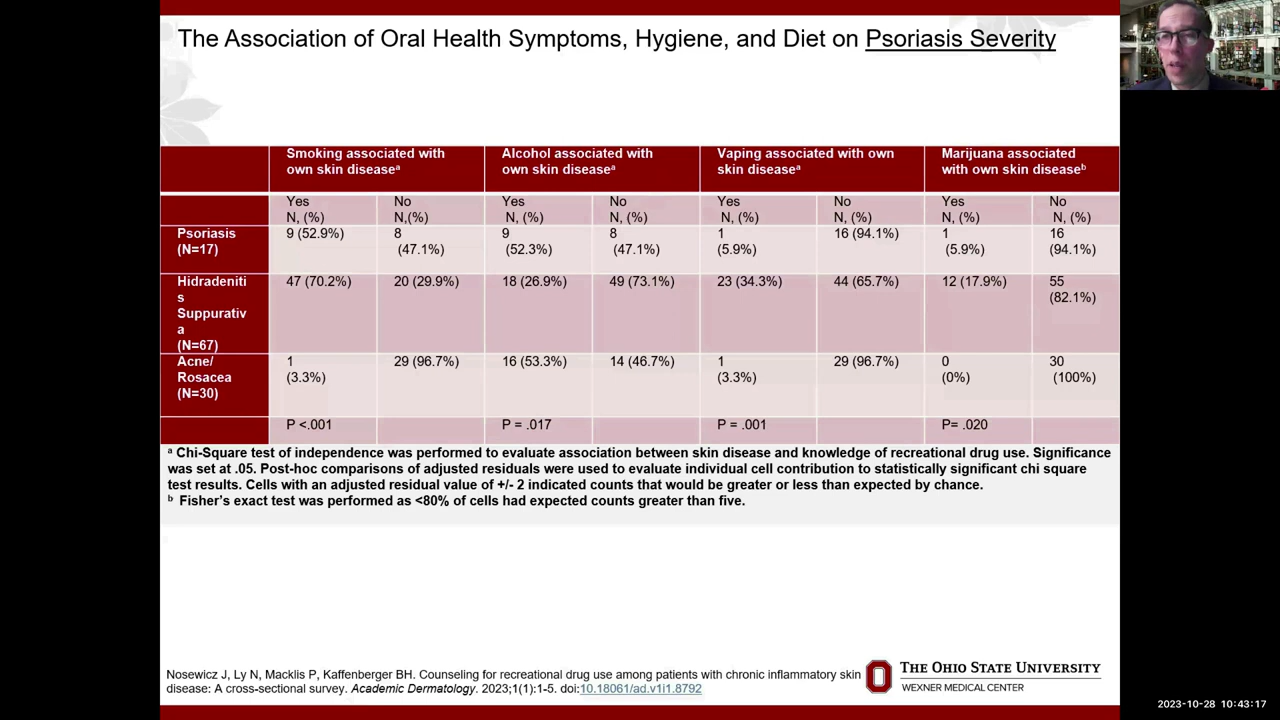 The Association of Oral Health Symptoms, Hygiene, and Diet on Psoriasis Severity
Smoking associated with own skin diseaseᵃ
Alcohol associated with own skin diseaseᵃ
Vaping associated with own skin diseaseᵃ
Marijuana associated with own skin diseaseᵇ
Yes N, (%)
No N,(%)
Yes N, (%)
No N, (%)
Yes N, (%)
No N, (%)
Yes N, (%)
No N, (%)
Psoriasis (N=17)
9 (52.9%)
8 (47.1%)
9 (52.3%)
8 (47.1%)
1 (5.9%)
16 (94.1%)
1 (5.9%)
16 (94.1%)
Hidradeniti
s
Suppurativ
a
(N=67)
47 (70.2%)
20 (29.9%)
18 (26.9%)
49 (73.1%)
23 (34.3%)
44 (65.7%)
12 (17.9%)
55 (82.1%)
Acne/
Rosacea
(N=30)
1 (3.3%)
29 (96.7%)
16 (53.3%)
14 (46.7%)
1 (3.3%)
29 (96.7%)
0 (0%)
30 (100%)
P <.001
P = .017
P = .001
P= .020
ᵃ Chi-Square test of independence was performed to evaluate association between skin disease and knowledge of recreational drug use. Significance
was set at .05. Post-hoc comparisons of adjusted residuals were used to evaluate individual cell contribution to statistically significant chi square
test results. Cells with an adjusted residual value of +/- 2 indicated counts that would be greater or less than expected by chance.
ᵇ Fisher's exact test was performed as <80% of cells had expected counts greater than five.
Nosewicz J, Ly N, Macklis P, Kaffenberger BH. Counseling for recreational drug use among patients with chronic inflammatory skin
disease: A cross-sectional survey. Academic Dermatology. 2023;1(1):1-5. doi:10.18061/ad.v1i1.8792
THE OHIO STATE UNIVERSITY
WEXNER MEDICAL CENTER
2023-10-28 10:43:17